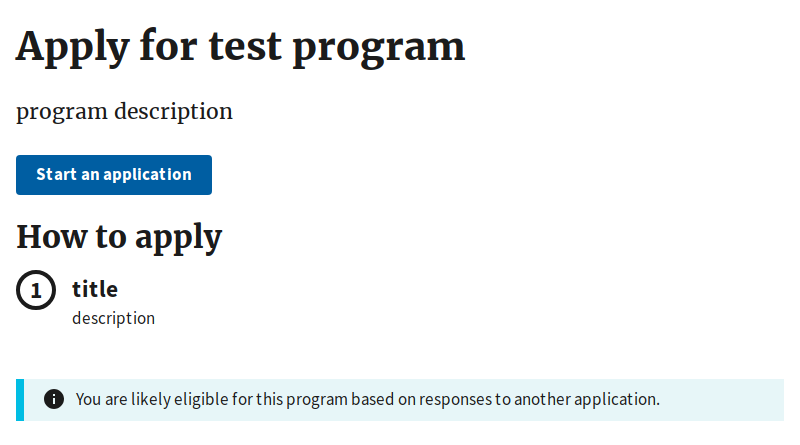 Apply for test program
program description
Start an application
How to apply
1 title
description
You are likely eligible for this program based on responses to another application.